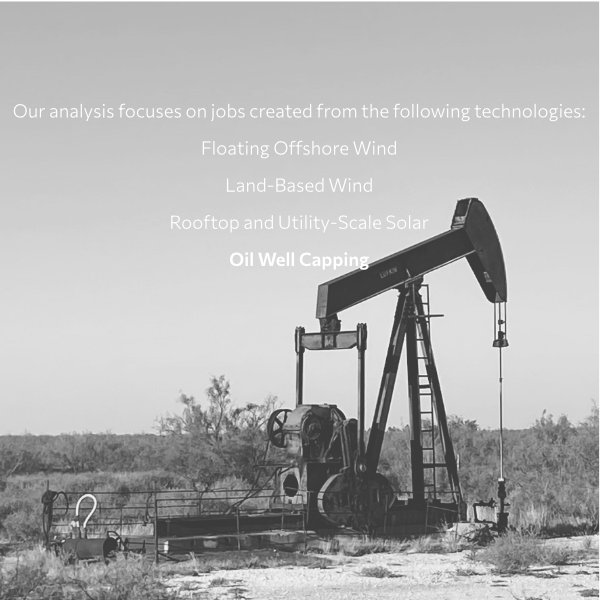 Our analysis focuses on jobs created from the following technologies:
Floating Offshore Wind
Land-Based Wind
Rooftop and Utility-Scale Solar
Oil Well Capping
LUFKIN